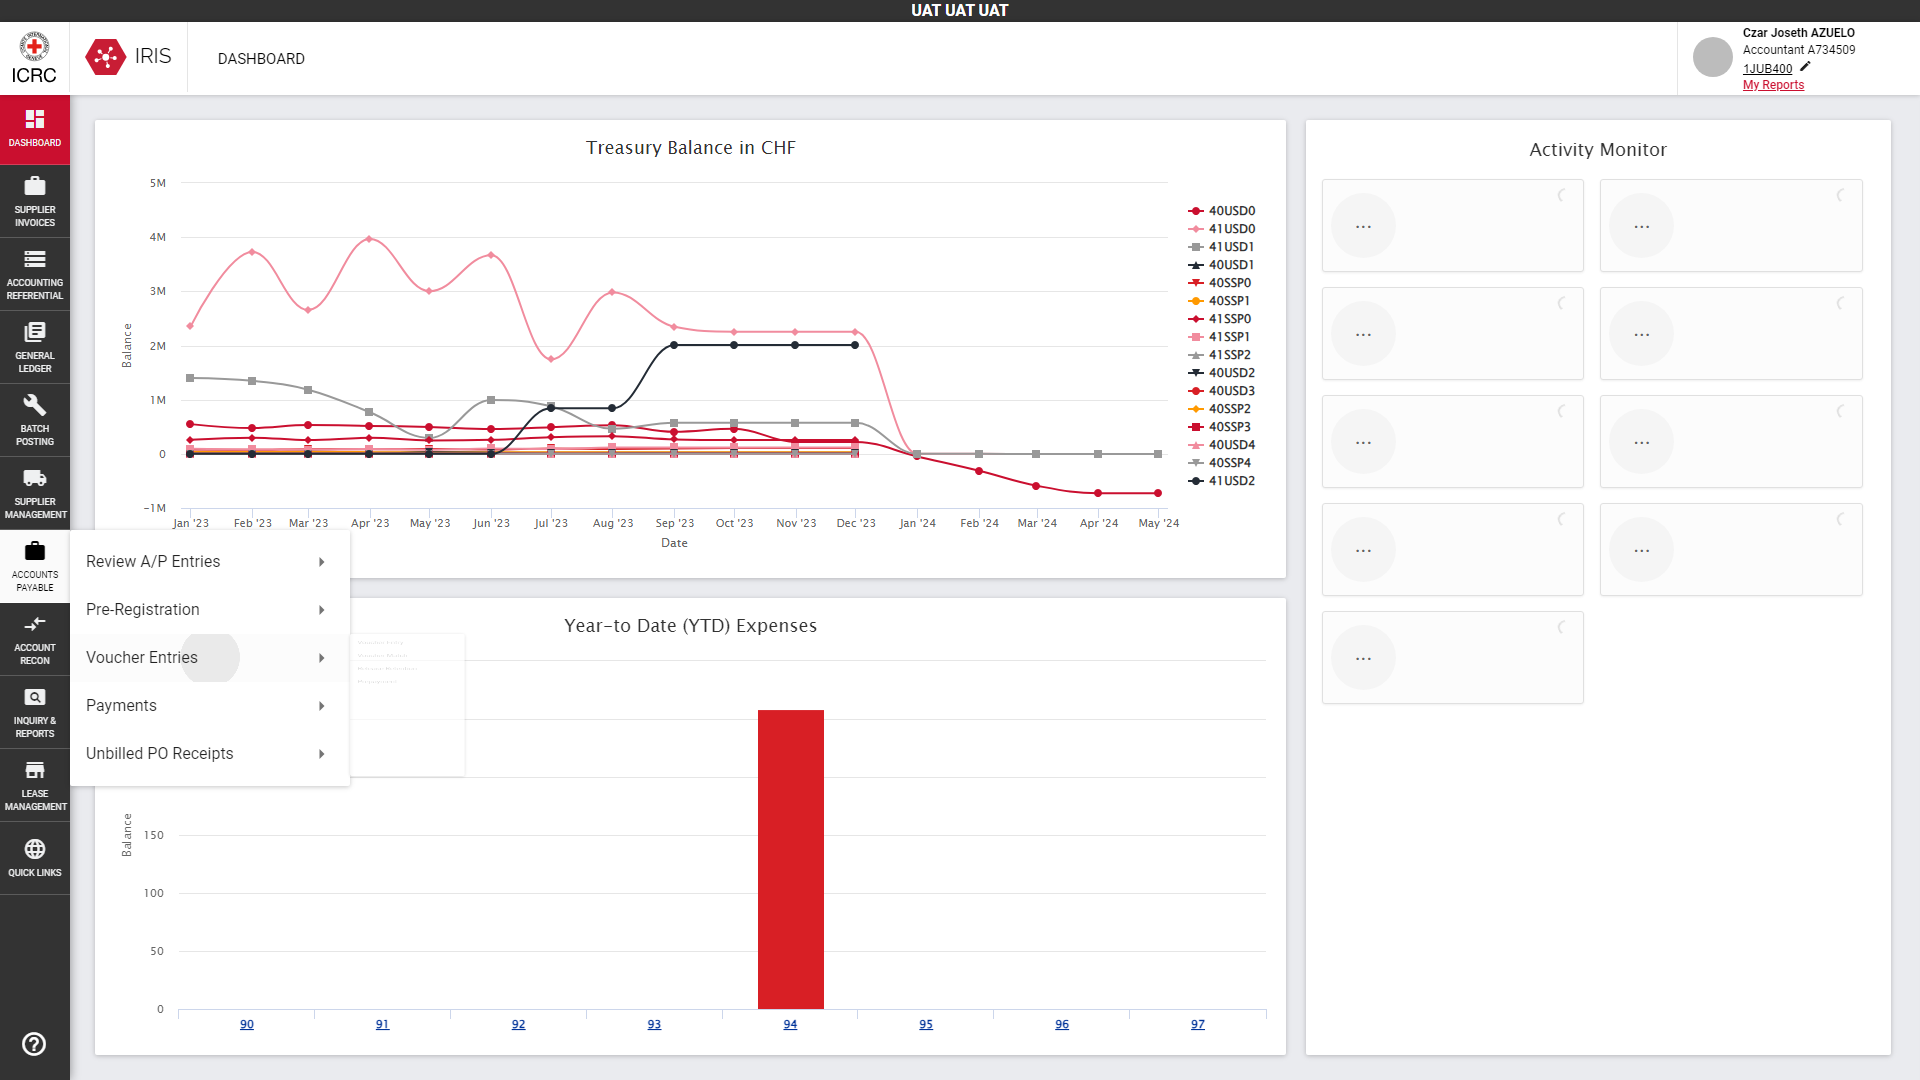 UAT UAT UAT
ICRC
IRIS
DASHBOARD
Czar Joseth AZUELO
Accountant A734509
1JUB400
My Reports
DASHBOARD
SUPPLIER
INVOICES
ACCOUNTING
REFERENTIAL
GENERAL
LEDGER
BATCH
POSTING
SUPPLIER
MANAGEMENT
ACCOUNTS
PAYABLE
ACCOUNT
RECON
INQUIRY &
REPORTS
LEASE
MANAGEMENT
QUICK LINKS
Review A/P Entries
Pre-Registration
Voucher Entries
Payments
Unbilled PO Receipts
Treasury Balance in CHF
Balance
5M
4M
3M
2M
1M
0
-1M
Jan '23 Feb '23 Mar '23 Apr '23 May '23 Jun '23 Jul '23 Aug '23 Sep '23 Oct '23 Nov '23 Dec '23 Jan '24 Feb '24 Mar '24 Apr '24 May '24
Date
40USD0
41USD0
41USD1
40USD1
40SSP0
40SSP1
41SSP0
41SSP1
41SSP2
40USD2
40USD3
40SSP2
40SSP3
40USD4
40SSP4
41USD2
Year-to Date (YTD) Expenses
Balance
150
100
50
0
90 91 92 93 94 95 96 97
Activity Monitor
... ...
... ...
... ...
... ...
...